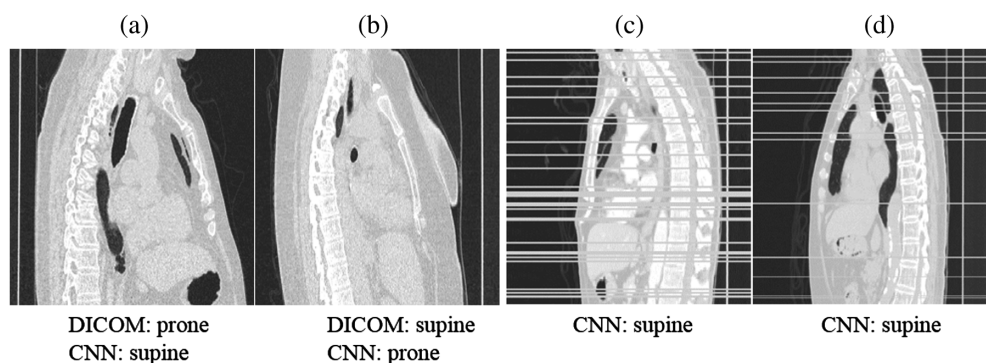 (a) (b) (c) (d)
DICOM: prone DICOM: supine CNN: supine CNN: supine
CNN: supine CNN: prone